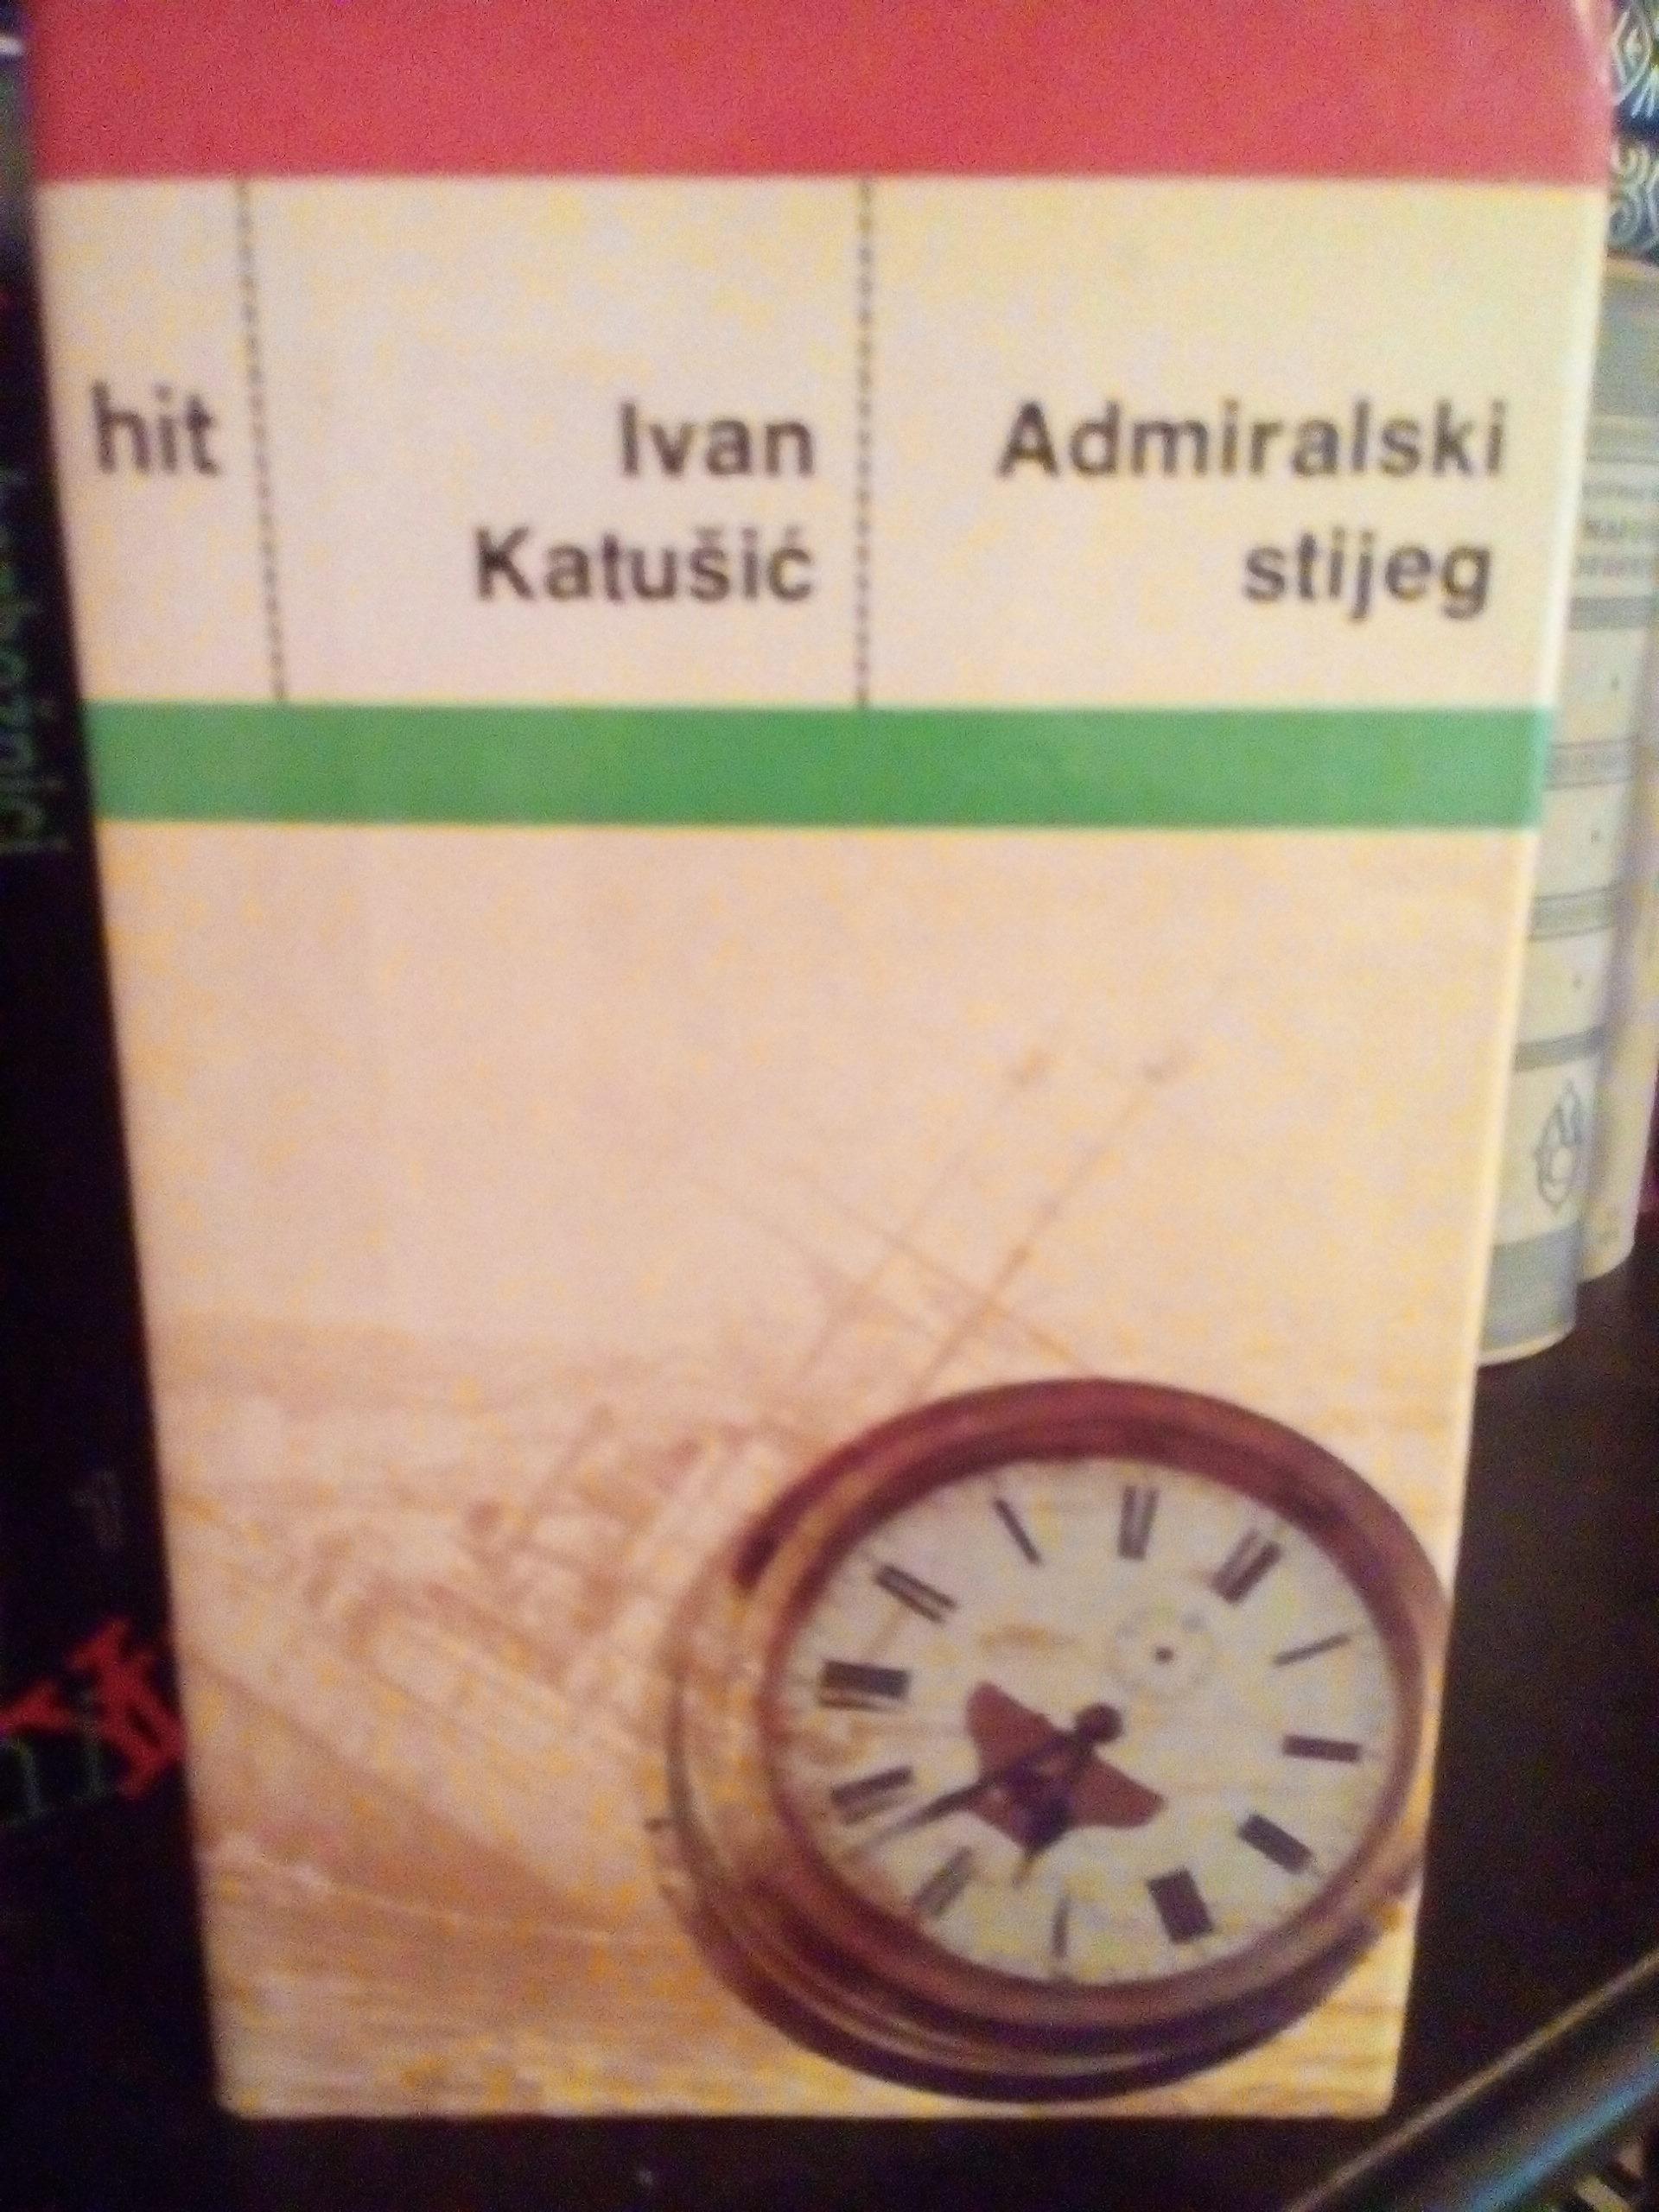 hit
Ivan
Katušić
Admiralski
stijeg